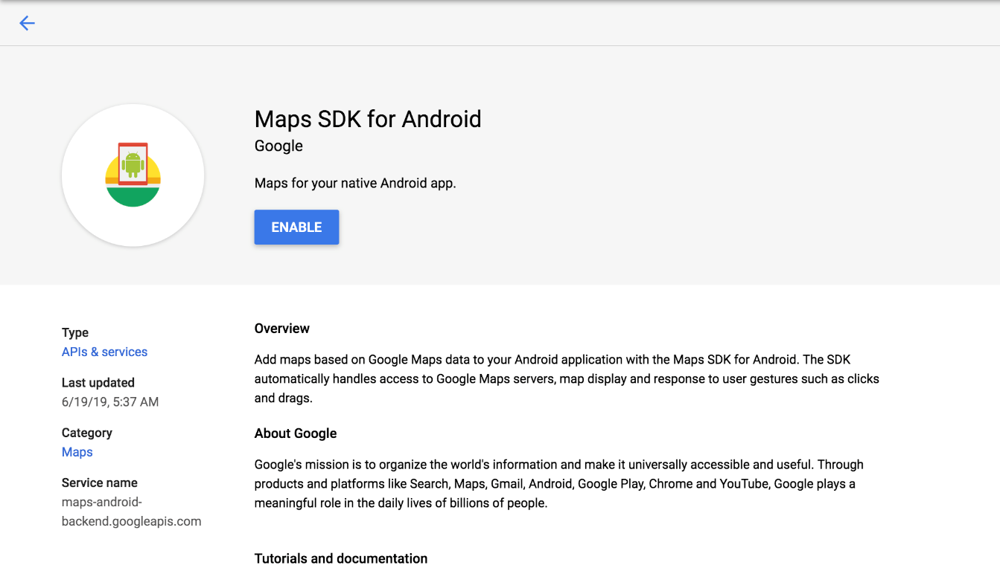 Maps SDK for Android
Google
Maps for your native Android app.
ENABLE
Type
APIs & services
Last updated
6/19/19, 5:37 AM
Category
Maps
Service name
maps-android-
backend.googleapis.com
Overview
Add maps based on Google Maps data to your Android application with the Maps SDK for Android. The SDK
automatically handles access to Google Maps servers, map display and response to user gestures such as clicks
and drags.
About Google
Google's mission is to organize the world's information and make it universally accessible and useful. Through
products and platforms like Search, Maps, Gmail, Android, Google Play, Chrome and YouTube, Google plays a
meaningful role in the daily lives of billions of people.
Tutorials and documentation